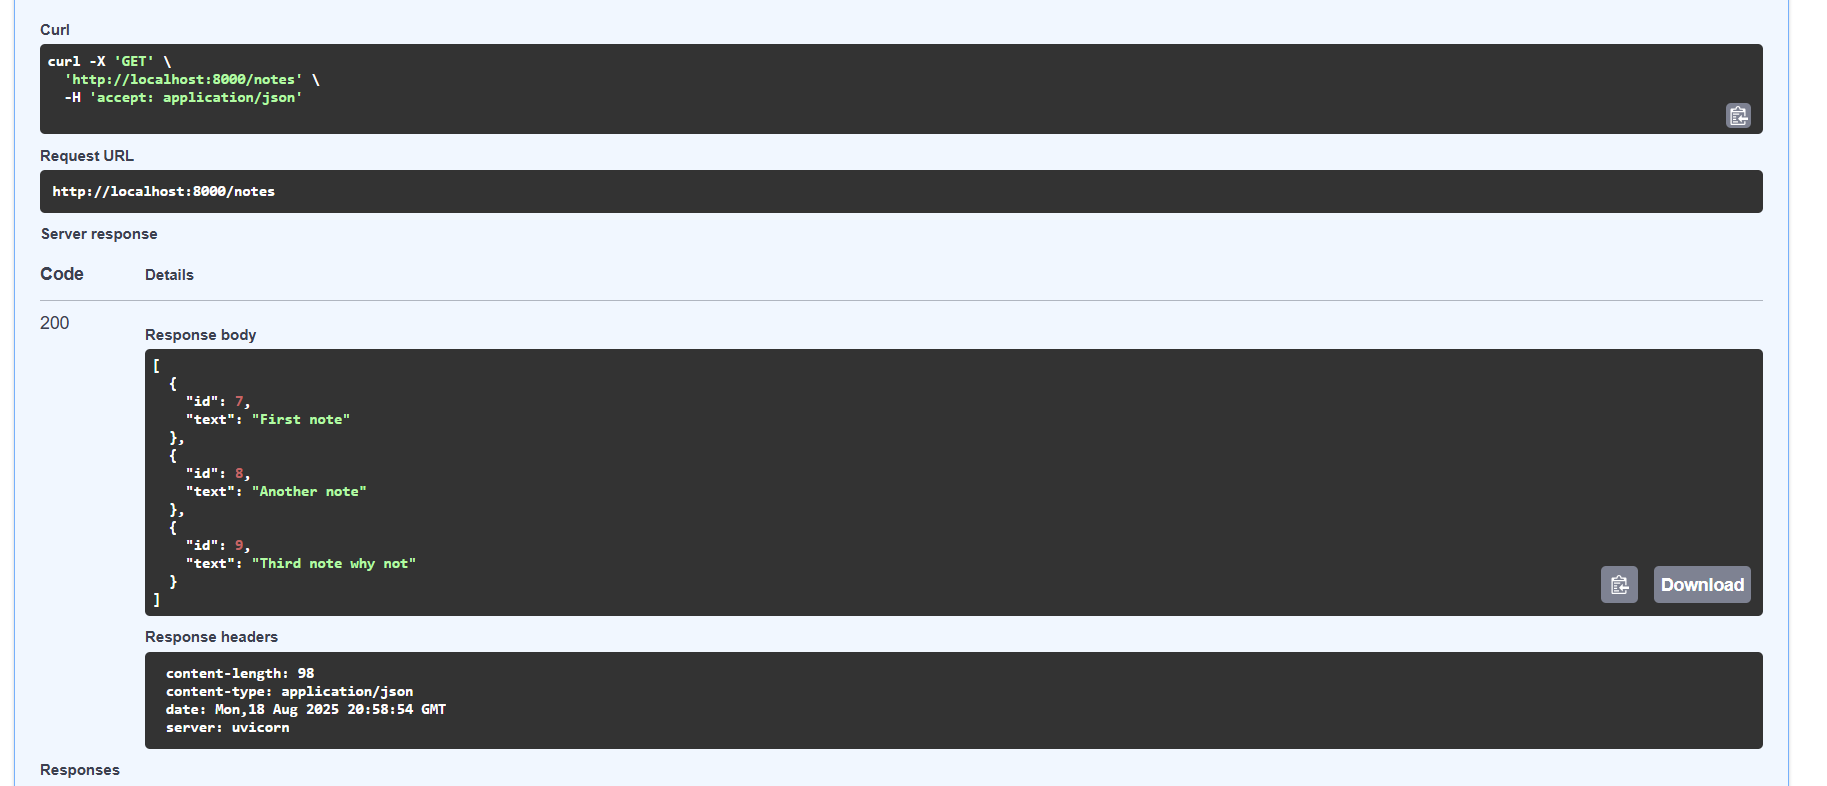 Curl
curl -X 'GET' \
  'http://localhost:8000/notes' \
  -H 'accept: application/json'
Request URL
http://localhost:8000/notes
Server response
Code Details
200
Response body
[
  {
    "id": 7,
    "text": "First note"
  },
  {
    "id": 8,
    "text": "Another note"
  },
  {
    "id": 9,
    "text": "Third note why not"
  }
]
Download
Response headers
content-length: 98
content-type: application/json
date: Mon,18 Aug 2025 20:58:54 GMT
server: uvicorn
Responses